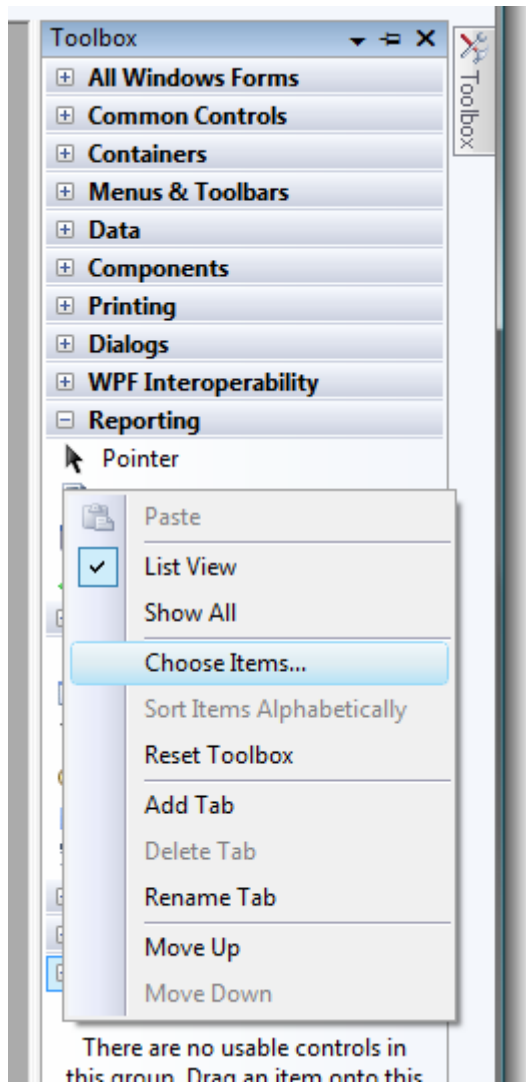 Toolbox
Toolbox
All Windows Forms
Common Controls
Containers
Menus & Toolbars
Data
Components
Printing
Dialogs
WPF Interoperability
Reporting
Pointer
Paste
List View
Show All
Choose Items...
Sort Items Alphabetically
Reset Toolbox
Add Tab
Delete Tab
Rename Tab
Move Up
Move Down
There are no usable controls in
this group. Drag an item onto this